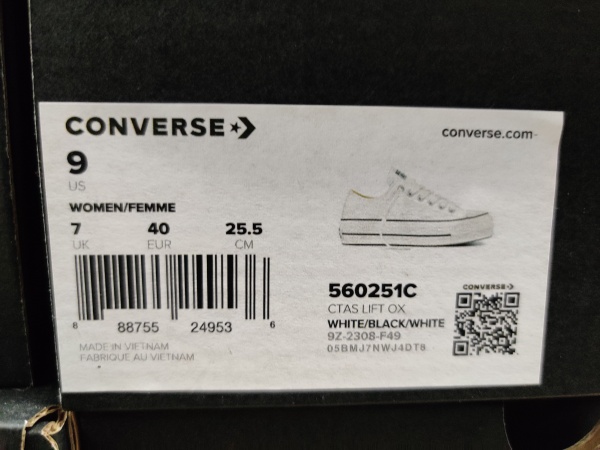 CONVERSE
converse.com
9
US
WOMEN/FEMME
7 40 25.5
UK EUR CM
8 88755 24953 6
MADE IN VIETNAM
FABRIQUÉ AU VIETNAM
560251C
CTAS LIFT OX
WHITE/BLACK/WHITE
9Z-2308-F49
05BMJ7NWJ4DT8
CONVERSE